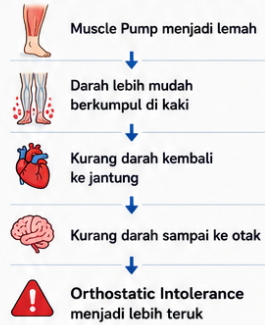 Muscle Pump menjadi lemah
Darah lebih mudah
berkumpul di kaki
Kurang darah kembali
ke jantung
Kurang darah sampai ke otak
Orthostatic Intolerance
menjadi lebih teruk